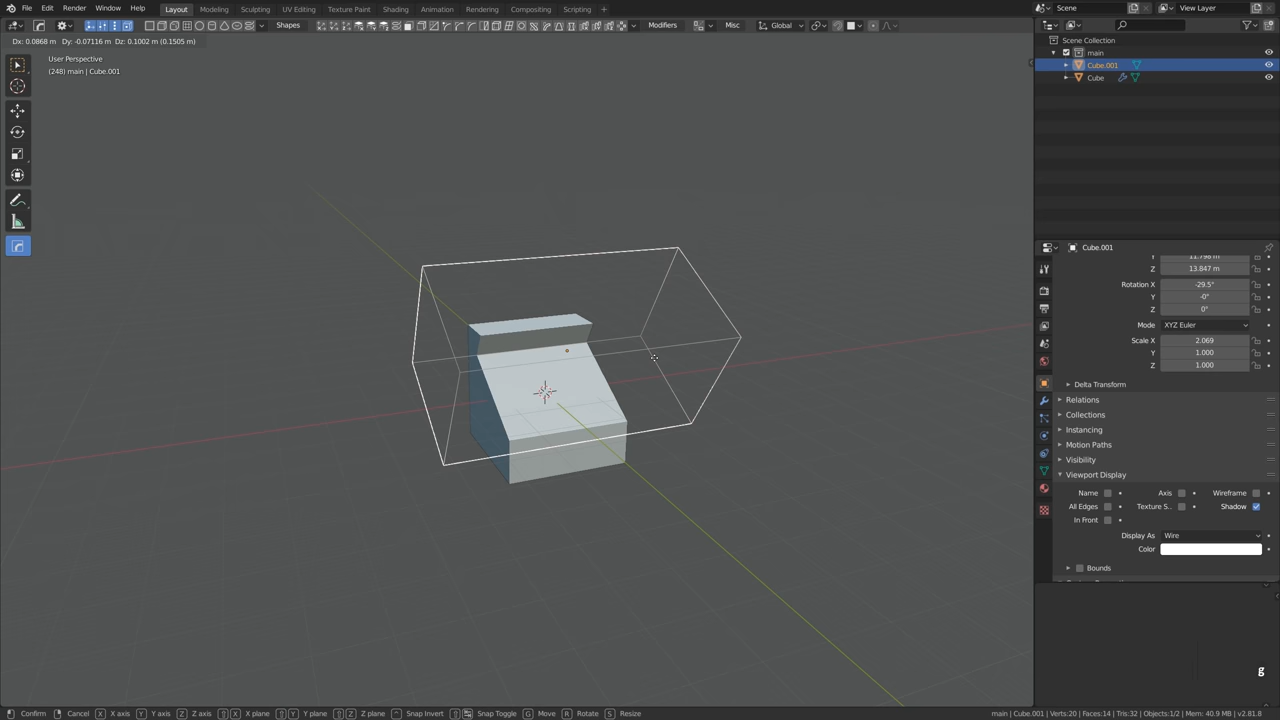 File Edit Render Window Help Layout Modeling Sculpting UV Editing Texture Paint Shading Animation Rendering Compositing Scripting Scene View Layer
Shapes Modifiers Misc Global
Dx: 0.0868 m Dy: -0.07116 m Dz: 0.1002 m (0.1505 m)
User Perspective
(248) main | Cube.001
Scene Collection
main
Cube.001
Cube
Cube.001
Z 13.847 m
Rotation X -29.5°
Y -0°
Z 0°
Mode XYZ Euler
Scale X 2.069
Y 1.000
Z 1.000
Delta Transform
Relations
Collections
Instancing
Motion Paths
Visibility
Viewport Display
Name Axis Wireframe
All Edges Texture S.. Shadow
In Front
Display As Wire
Color
Bounds
g
Confirm Cancel X X axis Y Y axis Z Z axis X X plane Y Y plane Z Z plane Snap Invert Snap Toggle G Move R Rotate S Resize main | Cube.001 | Verts:20 | Faces:14 | Tris:32 | Objects:1/2 | Mem: 40.9 MB | v2.81.8